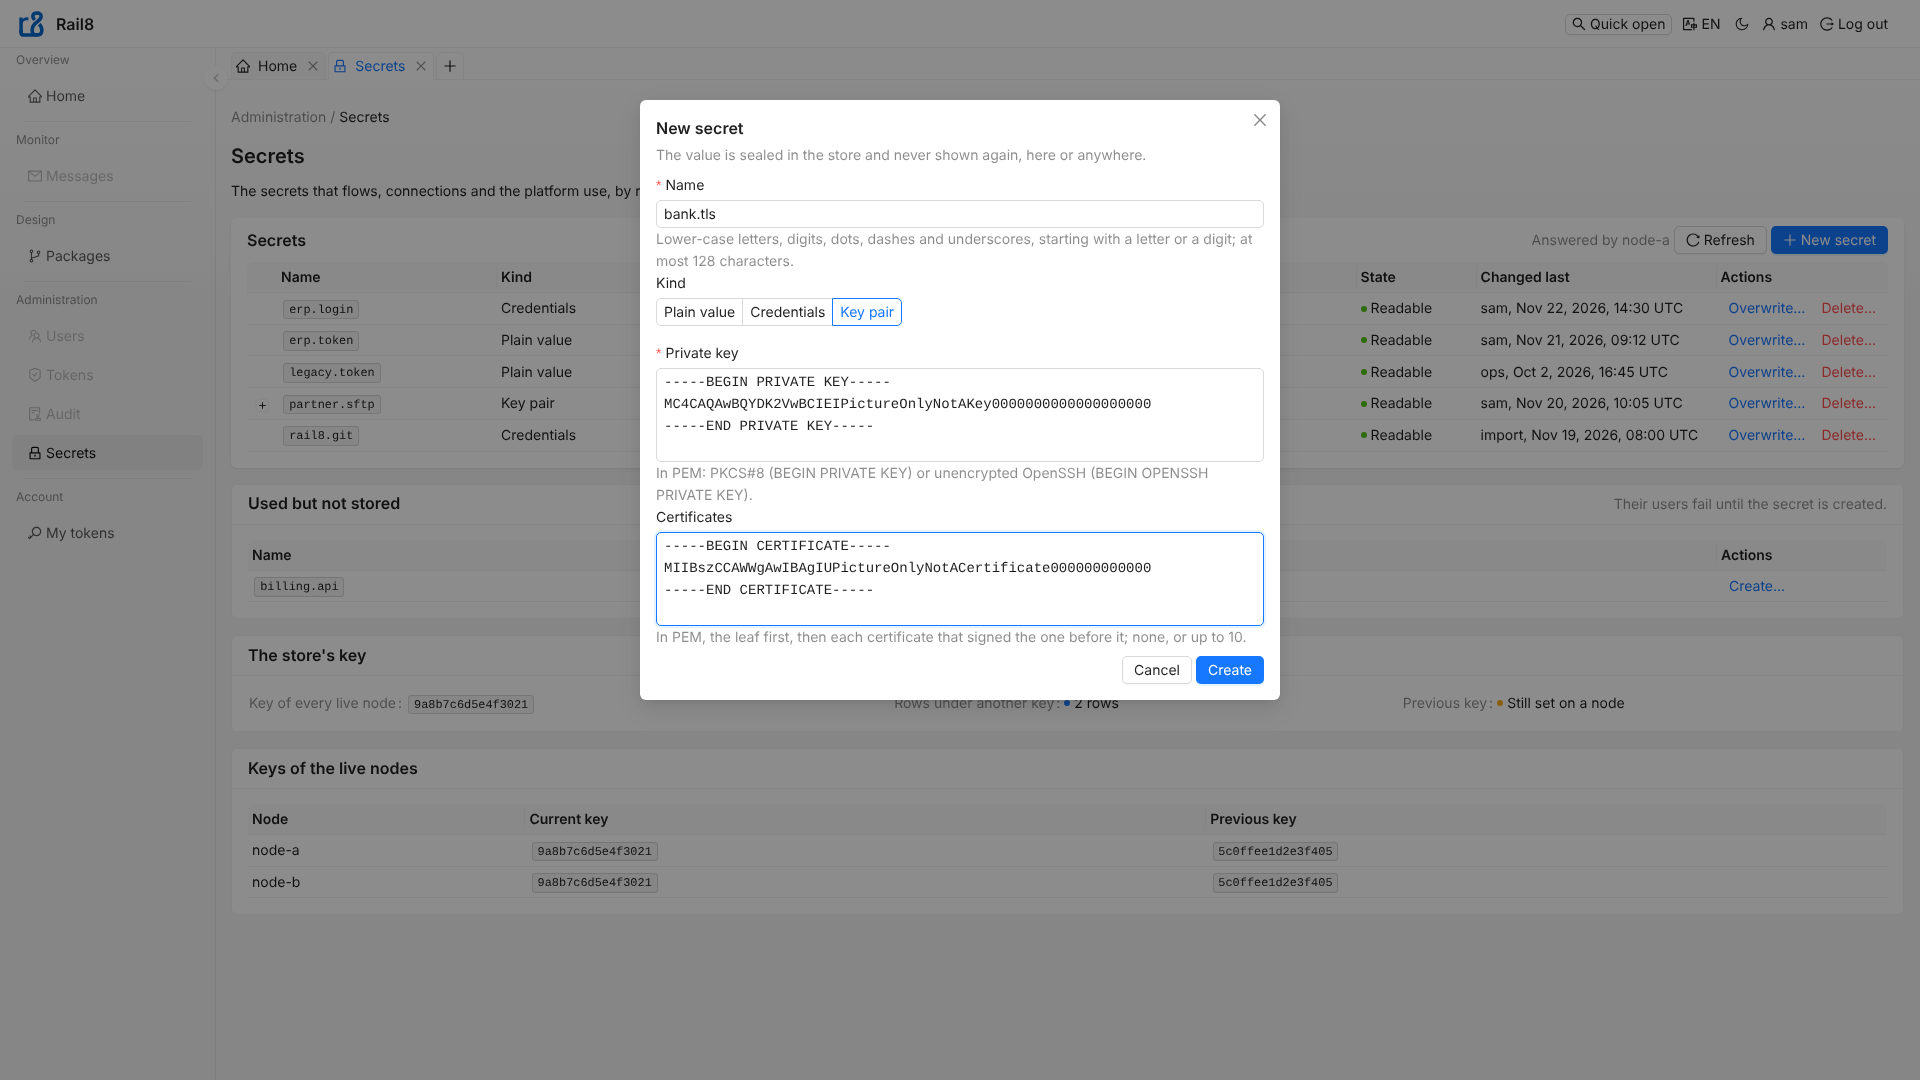 Rail8
Quick open
EN
sam
Log out
Overview
Home
Monitor
Messages
Design
Packages
Administration
Users
Tokens
Audit
Secrets
Account
My tokens
Home
Secrets
Administration / Secrets
Secrets
The secrets that flows, connections and the platform use, by
Secrets
Answered by node-a
Refresh
New secret
Name Kind State Changed last Actions
erp.login Credentials Readable sam, Nov 22, 2026, 14:30 UTC Overwrite... Delete...
erp.token Plain value Readable sam, Nov 21, 2026, 09:12 UTC Overwrite... Delete...
legacy.token Plain value Readable ops, Oct 2, 2026, 16:45 UTC Overwrite... Delete...
partner.sftp Key pair Readable sam, Nov 20, 2026, 10:05 UTC Overwrite... Delete...
rail8.git Credentials Readable import, Nov 19, 2026, 08:00 UTC Overwrite... Delete...
Used but not stored
Their users fail until the secret is created.
Name Actions
billing.api Create...
The store's key
Key of every live node: 9a8b7c6d5e4f3021
Rows under another key: 2 rows
Previous key: Still set on a node
Keys of the live nodes
Node Current key Previous key
node-a 9a8b7c6d5e4f3021 5c0ffee1d2e3f405
node-b 9a8b7c6d5e4f3021 5c0ffee1d2e3f405
New secret
The value is sealed in the store and never shown again, here or anywhere.
* Name
bank.tls
Lower-case letters, digits, dots, dashes and underscores, starting with a letter or a digit; at
most 128 characters.
Kind
Plain value Credentials Key pair
* Private key
-----BEGIN PRIVATE KEY-----
MC4CAQAwBQYDK2VwBCIEIPictureOnlyNotAKey0000000000000000000
-----END PRIVATE KEY-----
In PEM: PKCS#8 (BEGIN PRIVATE KEY) or unencrypted OpenSSH (BEGIN OPENSSH
PRIVATE KEY).
Certificates
-----BEGIN CERTIFICATE-----
MIIBszCCAWWgAwIBAgIUPictureOnlyNotACertificate000000000000
-----END CERTIFICATE-----
In PEM, the leaf first, then each certificate that signed the one before it; none, or up to 10.
Cancel
Create